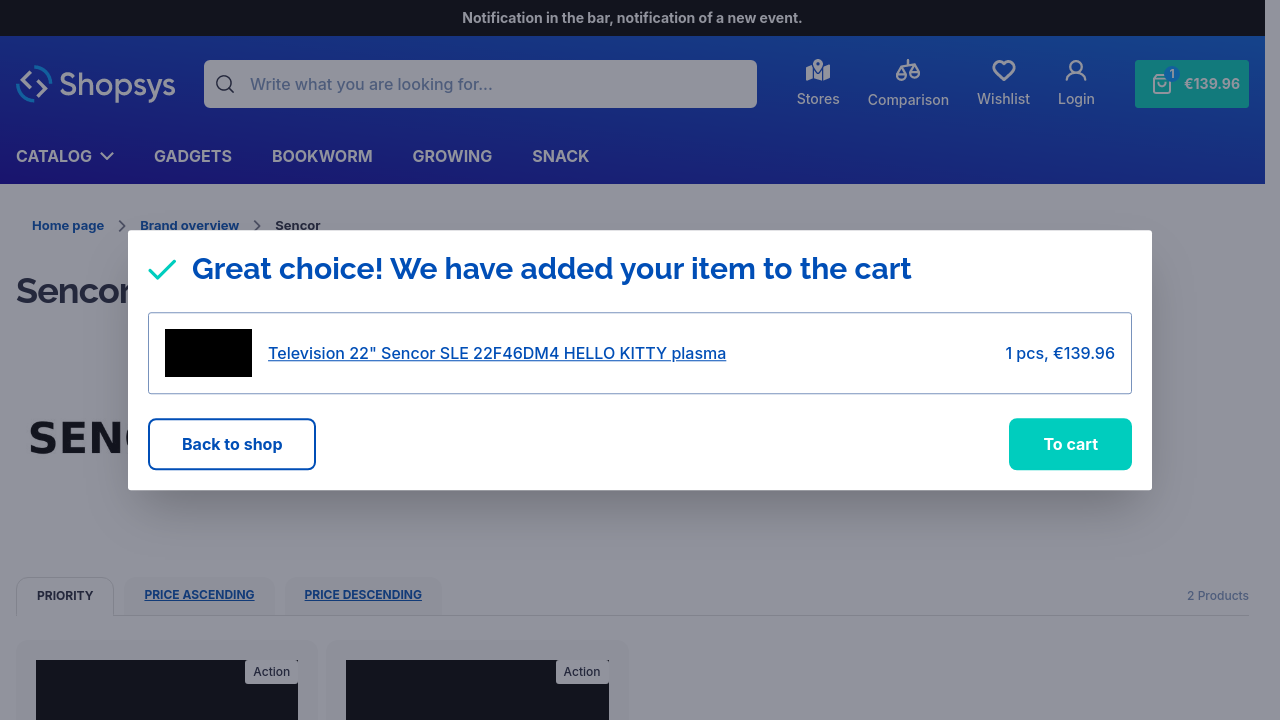 Notification in the bar, notification of a new event.
Shopsys
Write what you are looking for...
Stores
Comparison
Wishlist
Login
1
€139.96
CATALOG
GADGETS
BOOKWORM
GROWING
SNACK
Home page
Brand overview
Sencor
Sencor
Great choice! We have added your item to the cart
Television 22" Sencor SLE 22F46DM4 HELLO KITTY plasma
1 pcs, €139.96
SENC
Back to shop
To cart
PRIORITY
PRICE ASCENDING
PRICE DESCENDING
2 Products
Action
Action